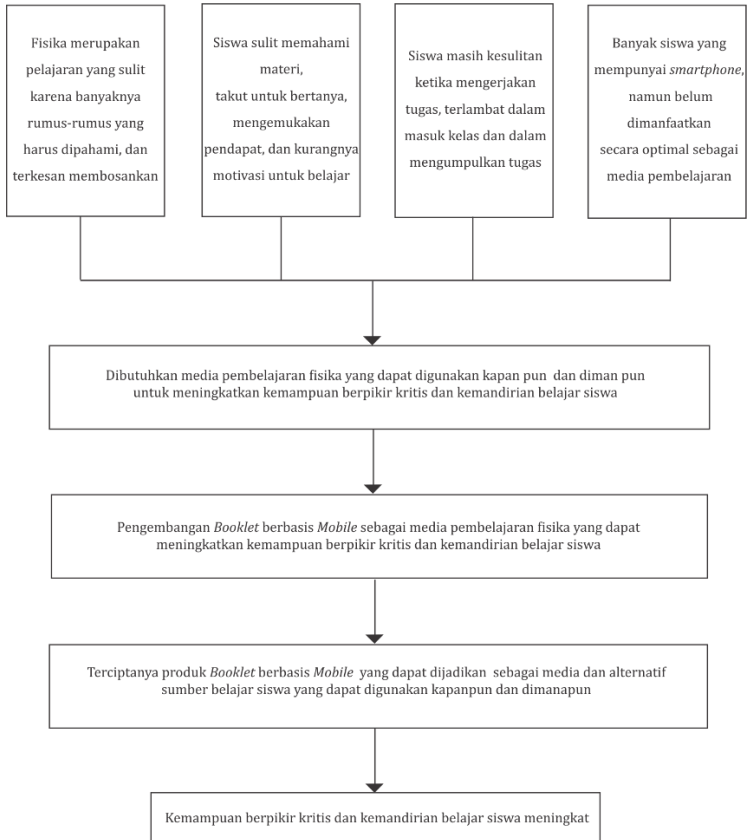 Fisika merupakan
pelajaran yang sulit
karena banyaknya
rumus-rumus yang
harus dipahami, dan
terkesan membosankan
Siswa sulit memahami
materi,
takut untuk bertanya,
mengemukakan
pendapat, dan kurangnya
motivasi untuk belajar
Siswa masih kesulitan
ketika mengerjakan
tugas, terlambat dalam
masuk kelas dan dalam
mengumpulkan tugas
Banyak siswa yang
mempunyai smartphone,
namun belum
dimanfaatkan
secara optimal sebagai
media pembelajaran
Dibutuhkan media pembelajaran fisika yang dapat digunakan kapan pun dan diman pun
untuk meningkatkan kemampuan berpikir kritis dan kemandirian belajar siswa
Pengembangan Booklet berbasis Mobile sebagai media pembelajaran fisika yang dapat
meningkatkan kemampuan berpikir kritis dan kemandirian belajar siswa
Terciptanya produk Booklet berbasis Mobile yang dapat dijadikan sebagai media dan alternatif
sumber belajar siswa yang dapat digunakan kapanpun dan dimanapun
Kemampuan berpikir kritis dan kemandirian belajar siswa meningkat